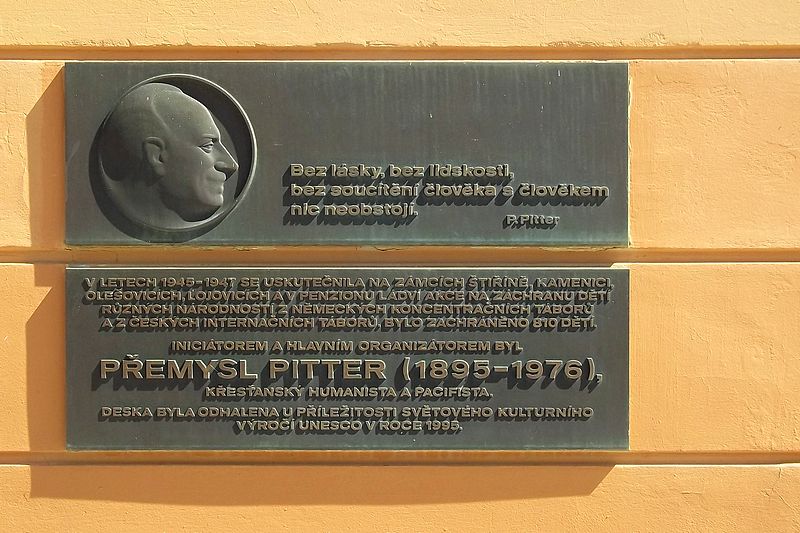 Bez lásky, bez lidskosti,
bez soucítění člověka s člověkem
nic neobstojí.
P. Pitter
V LETECH 1945–1947 SE USKUTEČNILA NA ZÁMCÍCH ŠTIŘÍNĚ, KAMENICI,
OLEŠOVICÍCH, LOJOVICÍCH A V PENZIONU LÁDVI AKCE NA ZÁCHRANU DĚTÍ
RŮZNÝCH NÁRODNOSTÍ Z NĚMECKÝCH KONCENTRAČNÍCH TÁBORŮ
A Z ČESKÝCH INTERNAČNÍCH TÁBORŮ. BYLO ZACHRÁNĚNO 810 DĚTÍ.
INICIÁTOREM A HLAVNÍM ORGANIZÁTOREM BYL
PŘEMYSL PITTER (1895–1976),
KŘESŤANSKÝ HUMANISTA A PACIFISTA.
DESKA BYLA ODHALENA U PŘÍLEŽITOSTI SVĚTOVÉHO KULTURNÍHO
VÝROČÍ UNESCO V ROCE 1995.